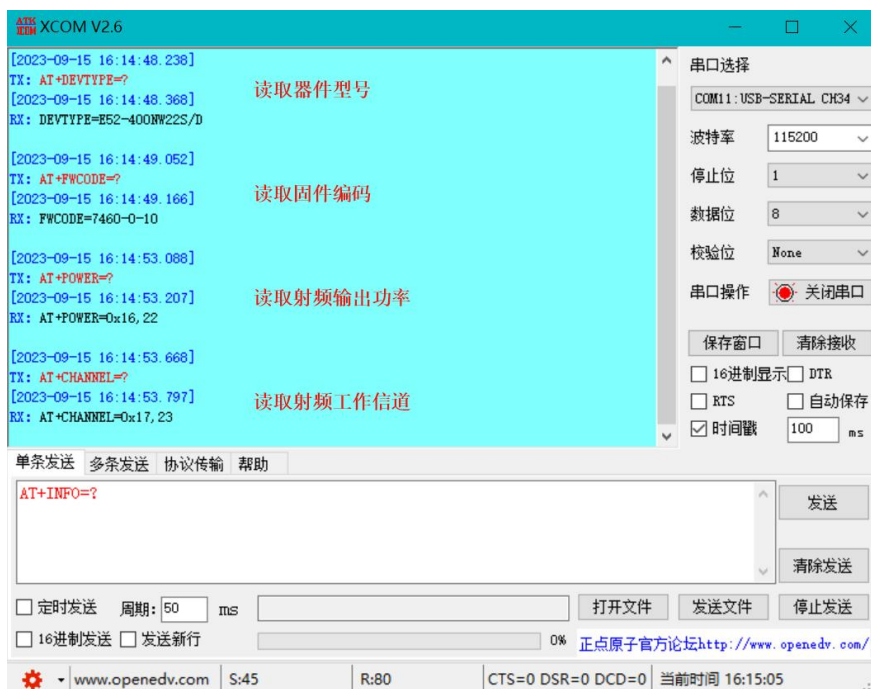 ATK XCOM XCOM V2.6
[2023-09-15 16:14:48.238]
TX: AT+DEVTYPE=?
[2023-09-15 16:14:48.368]
RX: DEVTYPE=E52-400NW22S/D
读取器件型号
[2023-09-15 16:14:49.052]
TX: AT+FWCODE=?
[2023-09-15 16:14:49.166]
RX: FWCODE=7460-0-10
读取固件编码
[2023-09-15 16:14:53.088]
TX: AT+POWER=?
[2023-09-15 16:14:53.207]
RX: AT+POWER=0x16,22
读取射频输出功率
[2023-09-15 16:14:53.668]
TX: AT+CHANNEL=?
[2023-09-15 16:14:53.797]
RX: AT+CHANNEL=0x17,23
读取射频工作信道
串口选择
COM11:USB-SERIAL CH34
波特率 115200
停止位 1
数据位 8
校验位 None
串口操作 关闭串口
保存窗口 清除接收
16进制显示 DTR
RTS 自动保存
时间戳 100 ms
单条发送 多条发送 协议传输 帮助
AT+INFO=?
发送
清除发送
定时发送 周期: 50 ms 打开文件 发送文件 停止发送
16进制发送 发送新行 0% 正点原子官方论坛http://www.openedv.com/
www.openedv.com S:45 R:80 CTS=0 DSR=0 DCD=0 当前时间 16:15:05